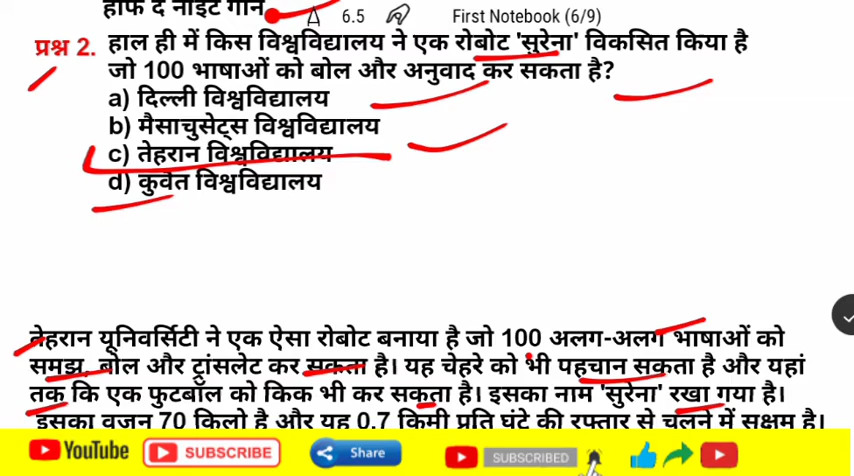 हाफ द नाइट गान
6.5 First Notebook (6/9)
प्रश्न 2. हाल ही में किस विश्वविद्यालय ने एक रोबोट 'सुरेना' विकसित किया है
जो 100 भाषाओं को बोल और अनुवाद कर सकता है?
a) दिल्ली विश्वविद्यालय
b) मैसाचुसेट्स विश्वविद्यालय
c) तेहरान विश्वविद्यालय
d) कुवेत विश्वविद्यालय
तेहरान यूनिवर्सिटी ने एक ऐसा रोबोट बनाया है जो 100 अलग-अलग भाषाओं को
समझ, बोल और ट्रांसलेट कर सकता है। यह चेहरे को भी पहचान सकता है और यहां
तक कि एक फुटबॉल को किक भी कर सकता है। इसका नाम 'सुरेना' रखा गया है।
इसका वजन 70 किलो है और यह 0.7 किमी प्रति घंटे की रफ्तार से चलने में सक्षम है।
YouTube SUBSCRIBE Share SUBSCRIBED